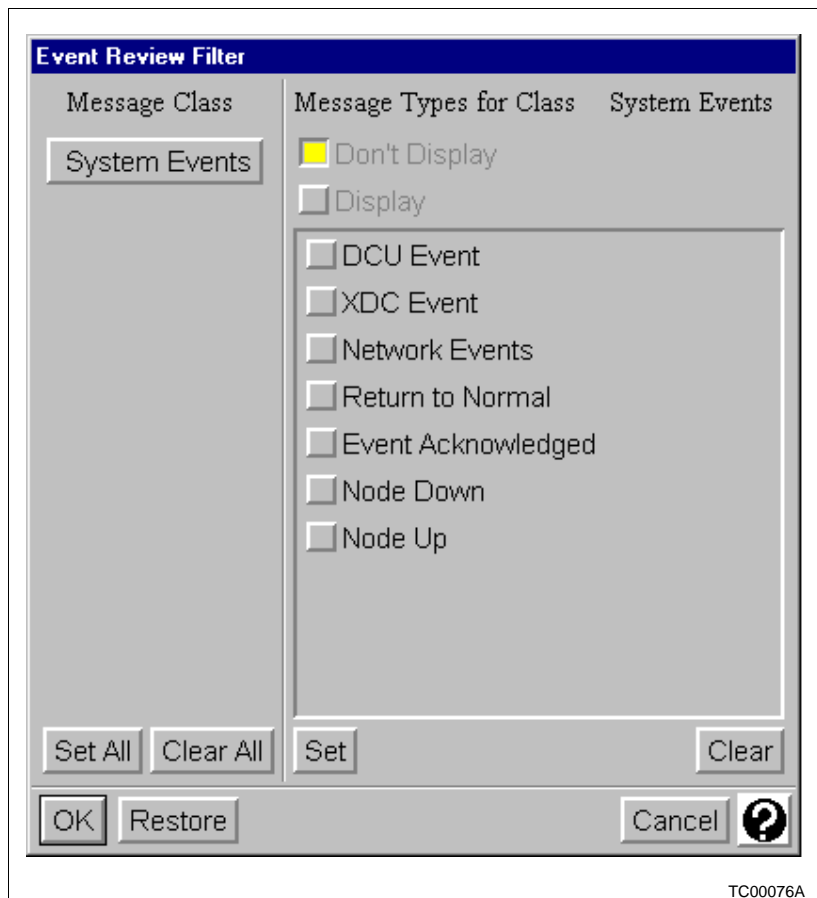 Event Review Filter
Message Class
Message Types for Class System Events
System Events
Don't Display
Display
DCU Event
XDC Event
Network Events
Return to Normal
Event Acknowledged
Node Down
Node Up
Set All
Clear All
Set
Clear
OK
Restore
Cancel
?
TC00076A